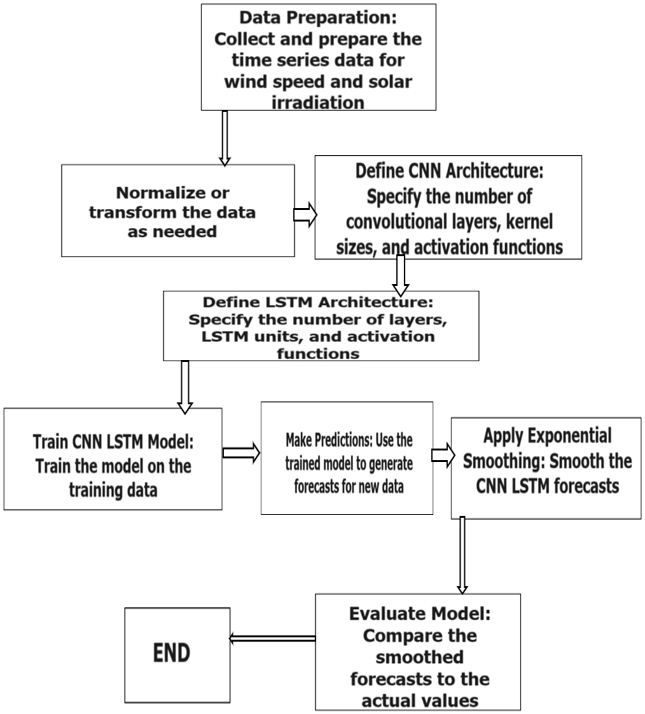 Data Preparation:
Collect and prepare the
time series data for
wind speed and solar
irradiation
Normalize or
transform the data
as needed
Define CNN Architecture:
Specify the number of
convolutional layers, kernel
sizes, and activation functions
Define LSTM Architecture:
Specify the number of layers,
LSTM units, and activation
functions
Train CNN LSTM Model:
Train the model on the
training data
Make Predictions: Use the
trained model to generate
forecasts for new data
Apply Exponential
Smoothing: Smooth the
CNN LSTM forecasts
Evaluate Model:
Compare the
smoothed
forecasts to the
actual values
END